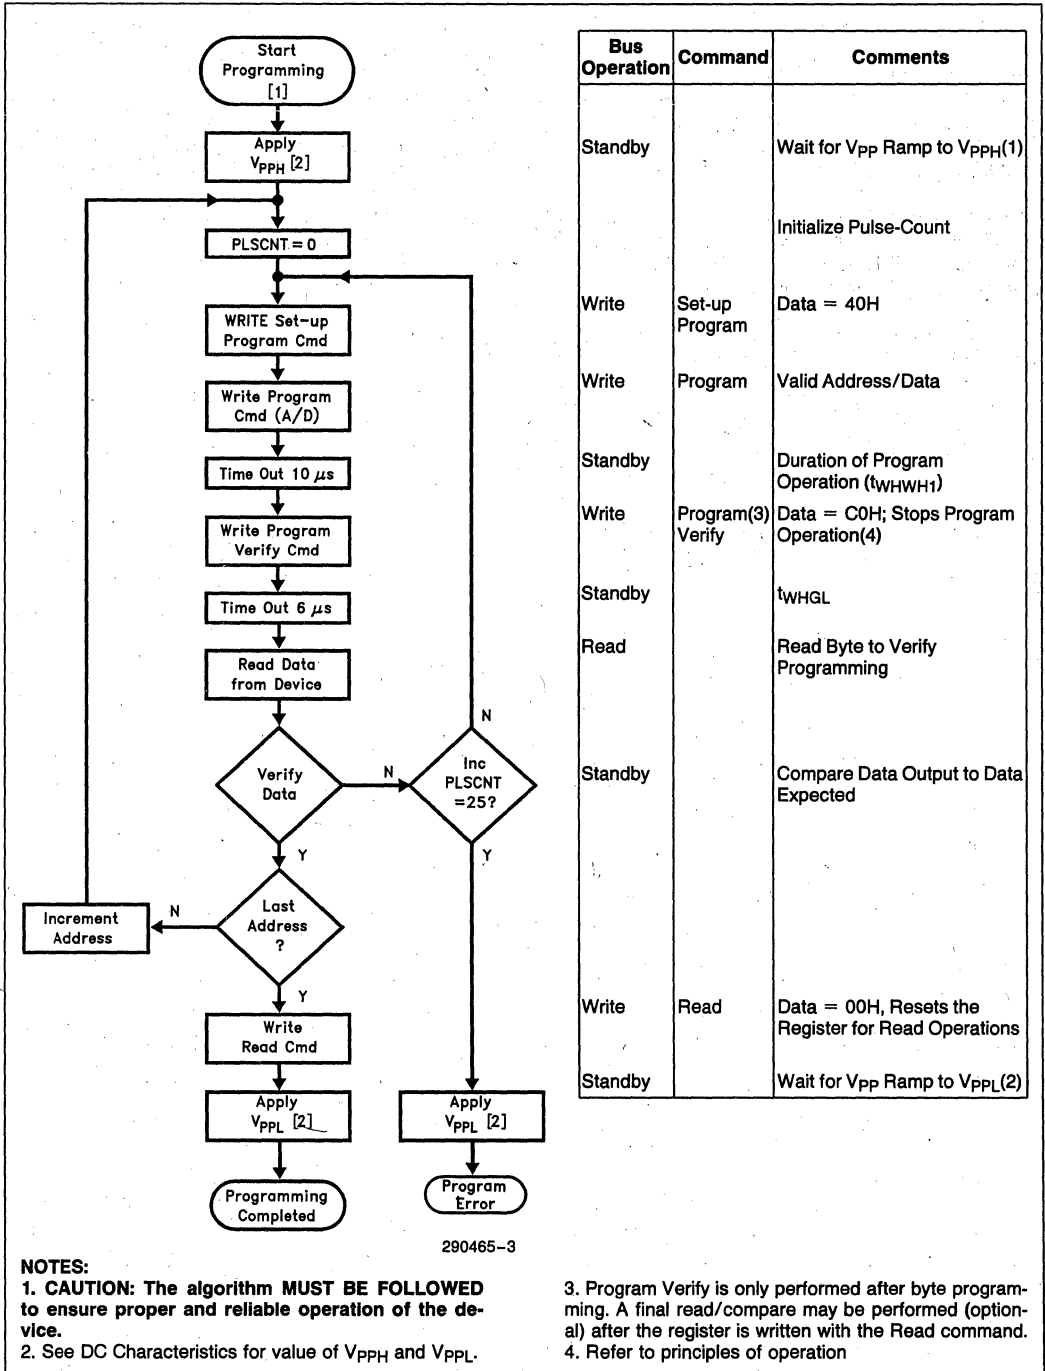 Start
Programming
[1]
Apply
VPPH [2]
PLSCNT = 0
WRITE Set-up
Program Cmd
Write Program
Cmd (A/D)
Time Out 10 μs
Write Program
Verify Cmd
Time Out 6 μs
Read Data
from Device
Verify
Data
N
Inc
PLSCNT
=25?
N
Y
Y
Last
Address
?
N
Increment
Address
Y
Write
Read Cmd
Apply
VPPL [2]
Programming
Completed
Apply
VPPL [2]
Program
Error
290465-3
Bus
Operation
Command
Comments
Standby
Wait for VPP Ramp to VPPH(1)
Initialize Pulse-Count
Write
Set-up
Program
Data = 40H
Write
Program
Valid Address/Data
Standby
Duration of Program
Operation (tWHWH1)
Write
Program(3)
Verify
Data = C0H; Stops Program
Operation(4)
Standby
tWHGL
Read
Read Byte to Verify
Programming
Standby
Compare Data Output to Data
Expected
Write
Read
Data = 00H, Resets the
Register for Read Operations
Standby
Wait for VPP Ramp to VPPL(2)
NOTES:
1. CAUTION: The algorithm MUST BE FOLLOWED
to ensure proper and reliable operation of the de-
vice.
2. See DC Characteristics for value of VPPH and VPPL.
3. Program Verify is only performed after byte program-
ming. A final read/compare may be performed (option-
al) after the register is written with the Read command.
4. Refer to principles of operation